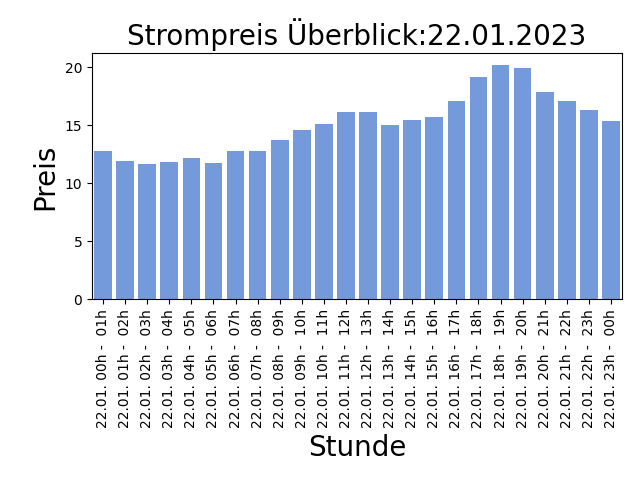 Strompreis Überblick:22.01.2023
Preis
20
15
10
5
0
22.01. 00h - 01h
22.01. 01h - 02h
22.01. 02h - 03h
22.01. 03h - 04h
22.01. 04h - 05h
22.01. 05h - 06h
22.01. 06h - 07h
22.01. 07h - 08h
22.01. 08h - 09h
22.01. 09h - 10h
22.01. 10h - 11h
22.01. 11h - 12h
22.01. 12h - 13h
22.01. 13h - 14h
22.01. 14h - 15h
22.01. 15h - 16h
22.01. 16h - 17h
22.01. 17h - 18h
22.01. 18h - 19h
22.01. 19h - 20h
22.01. 20h - 21h
22.01. 21h - 22h
22.01. 22h - 23h
22.01. 23h - 00h
Stunde